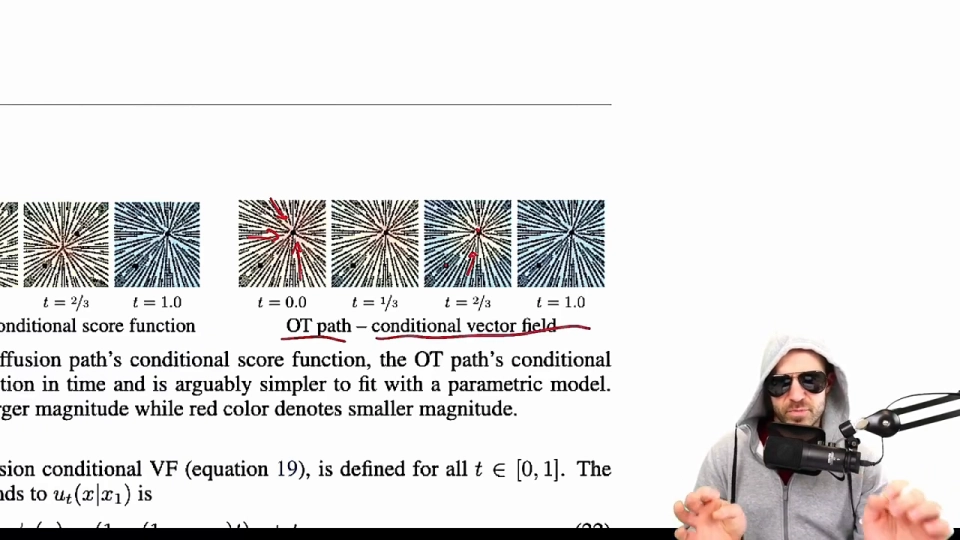 t = 2/3 t = 1.0 t = 0.0 t = 1/3 t = 2/3 t = 1.0
onditional score function OT path – conditional vector field
ffusion path's conditional score function, the OT path's conditional
tion in time and is arguably simpler to fit with a parametric model.
rger magnitude while red color denotes smaller magnitude.
sion conditional VF (equation 19), is defined for all t ∈ [0, 1]. The
nds to uₜ(x|x₁) is